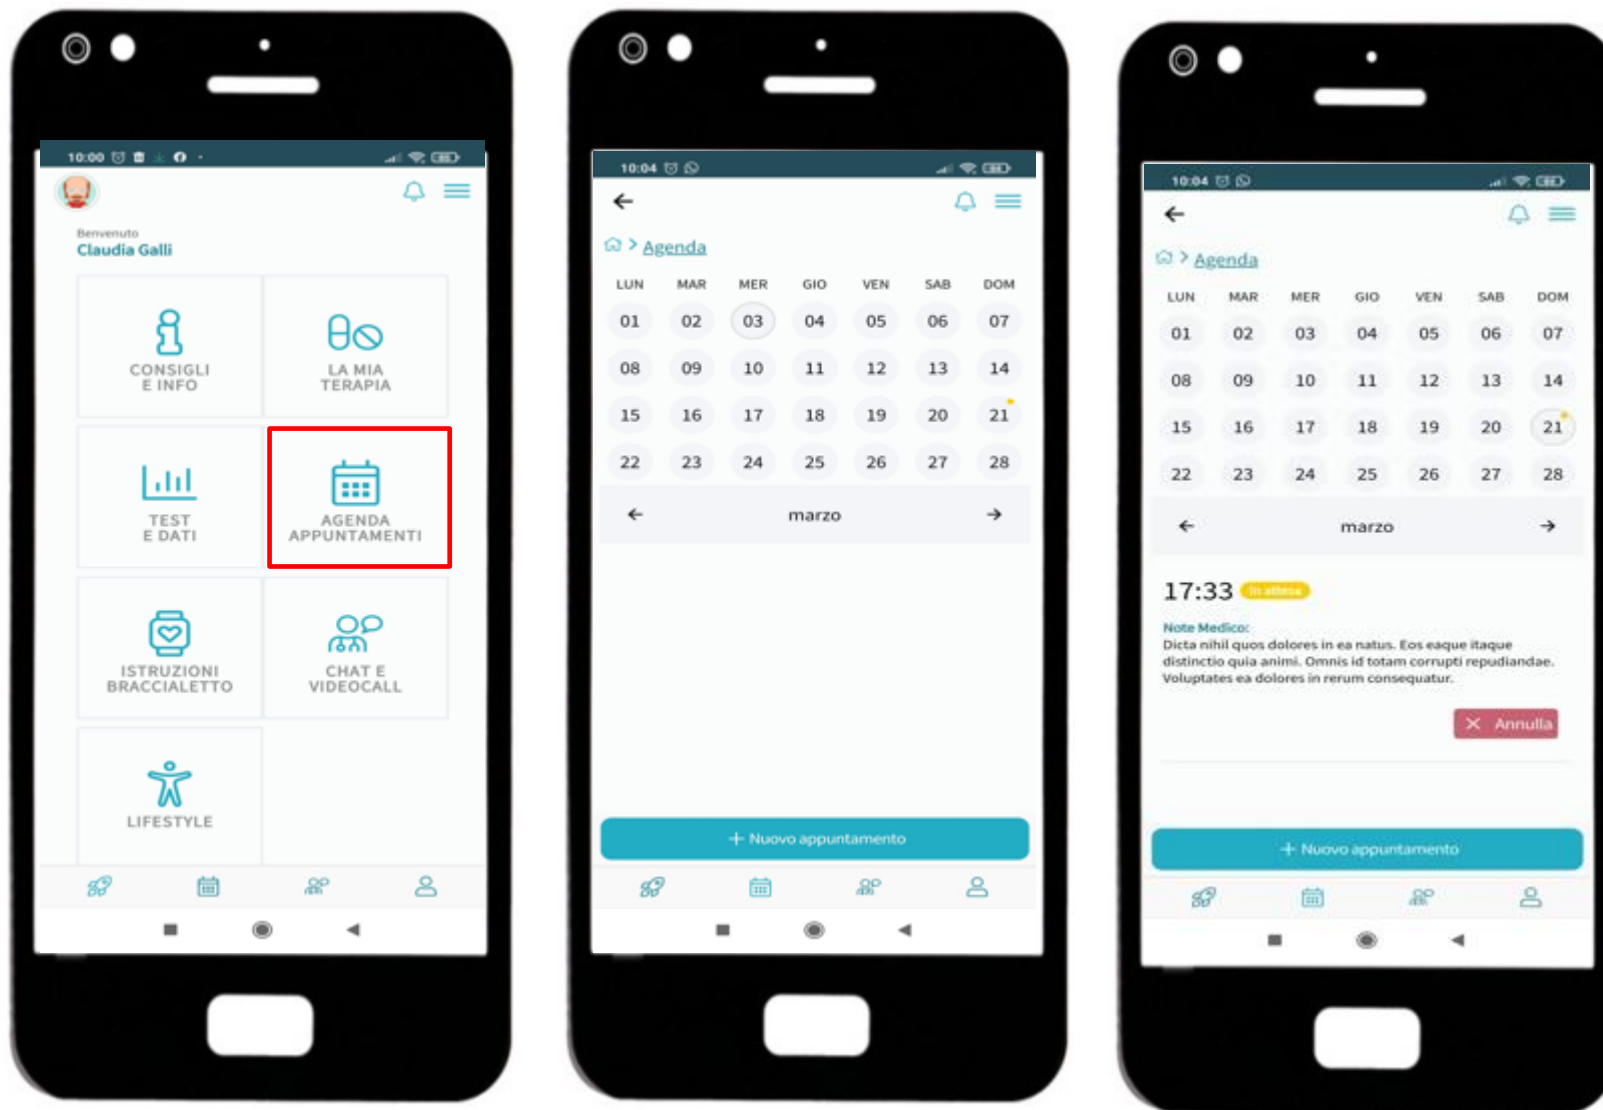 10:00
Benvenuto
Claudia Galli
CONSIGLI
E INFO
LA MIA
TERAPIA
TEST
E DATI
AGENDA
APPUNTAMENTI
ISTRUZIONI
BRACCIALETTO
CHAT E
VIDEOCALL
LIFESTYLE
10:04
> Agenda
LUN MAR MER GIO VEN SAB DOM
01 02 03 04 05 06 07
08 09 10 11 12 13 14
15 16 17 18 19 20 21
22 23 24 25 26 27 28
← marzo →
+ Nuovo appuntamento
10:04
> Agenda
LUN MAR MER GIO VEN SAB DOM
01 02 03 04 05 06 07
08 09 10 11 12 13 14
15 16 17 18 19 20 21
22 23 24 25 26 27 28
← marzo →
17:33 In attesa
Note Medico:
Dicta nihil quos dolores in ea natus. Eos eaque itaque
distinctio quia animi. Omnis id totam corrupti repudiandae.
Voluptates ea dolores in rerum consequatur.
× Annulla
+ Nuovo appuntamento